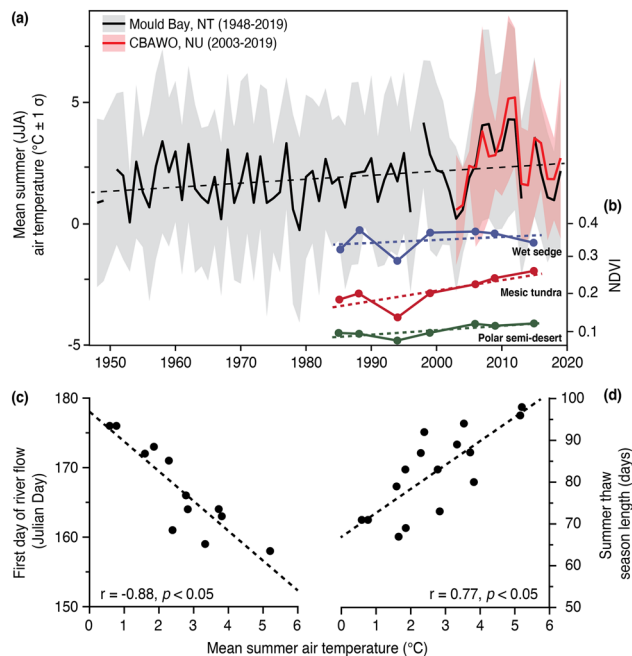 (a)
Mould Bay, NT (1948-2019)
CBAWO, NU (2003-2019)
Mean summer (JJA)
air temperature (°C ± 1 σ)
5
0
-5
1950 1960 1970 1980 1990 2000 2010 2020
(b)
0.4
0.3
0.2
0.1
NDVI
Wet sedge
Mesic tundra
Polar semi-desert
(c)
First day of river flow
(Julian Day)
180
170
160
150
r = -0.88, p < 0.05
0 1 2 3 4 5 6
(d)
Summer thaw
season length (days)
100
90
80
70
60
50
r = 0.77, p < 0.05
0 1 2 3 4 5 6
Mean summer air temperature (°C)